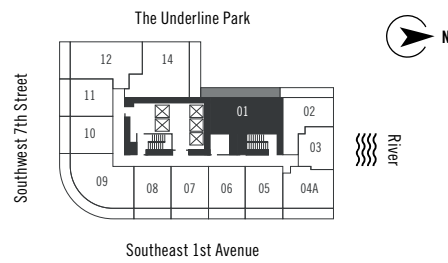 The Underline Park
N
12
14
11
01
02
10
03
09
08
07
06
05
04A
Southwest 7th Street
River
Southeast 1st Avenue